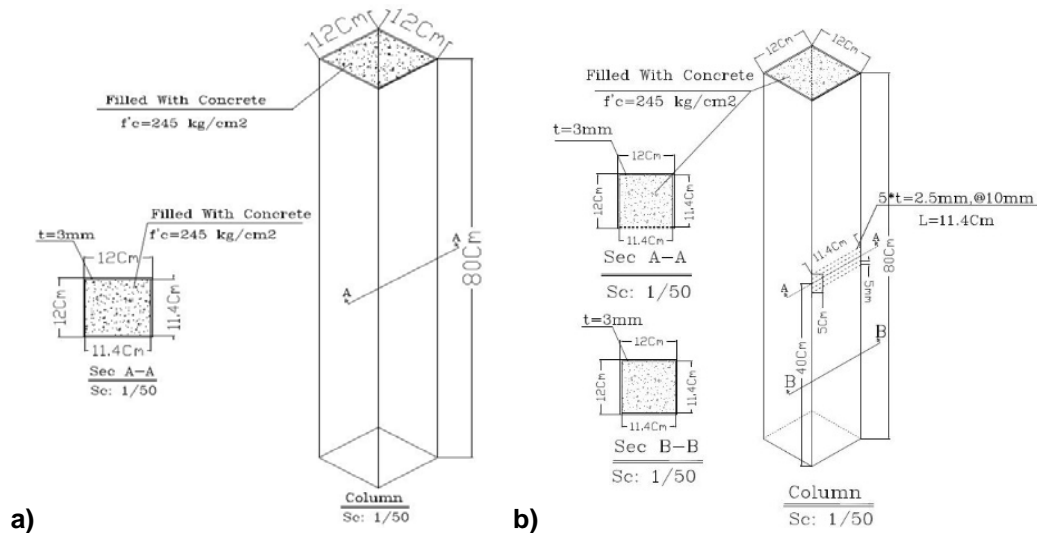 12Cm 12Cm
Filled With Concrete
f'c=245 kg/cm2
Filled With Concrete
f'c=245 kg/cm2
t=3mm
12Cm
12Cm
11.4Cm
11.4Cm
Sec A-A
Sc: 1/50
A
A
80Cm
Column
Sc: 1/50
a)
12Cm 12Cm
Filled With Concrete
f'c=245 kg/cm2
t=3mm
12Cm
12Cm
11.4Cm
11.4Cm
Sec A-A
Sc: 1/50
t=3mm
12Cm
12Cm
11.4Cm
11.4Cm
Sec B-B
Sc: 1/50
5*t=2.5mm,@10mm
L=11.4Cm
11.4Cm
A
A
5mm
5Cm
80Cm
40Cm
B
B
Column
Sc: 1/50
b)